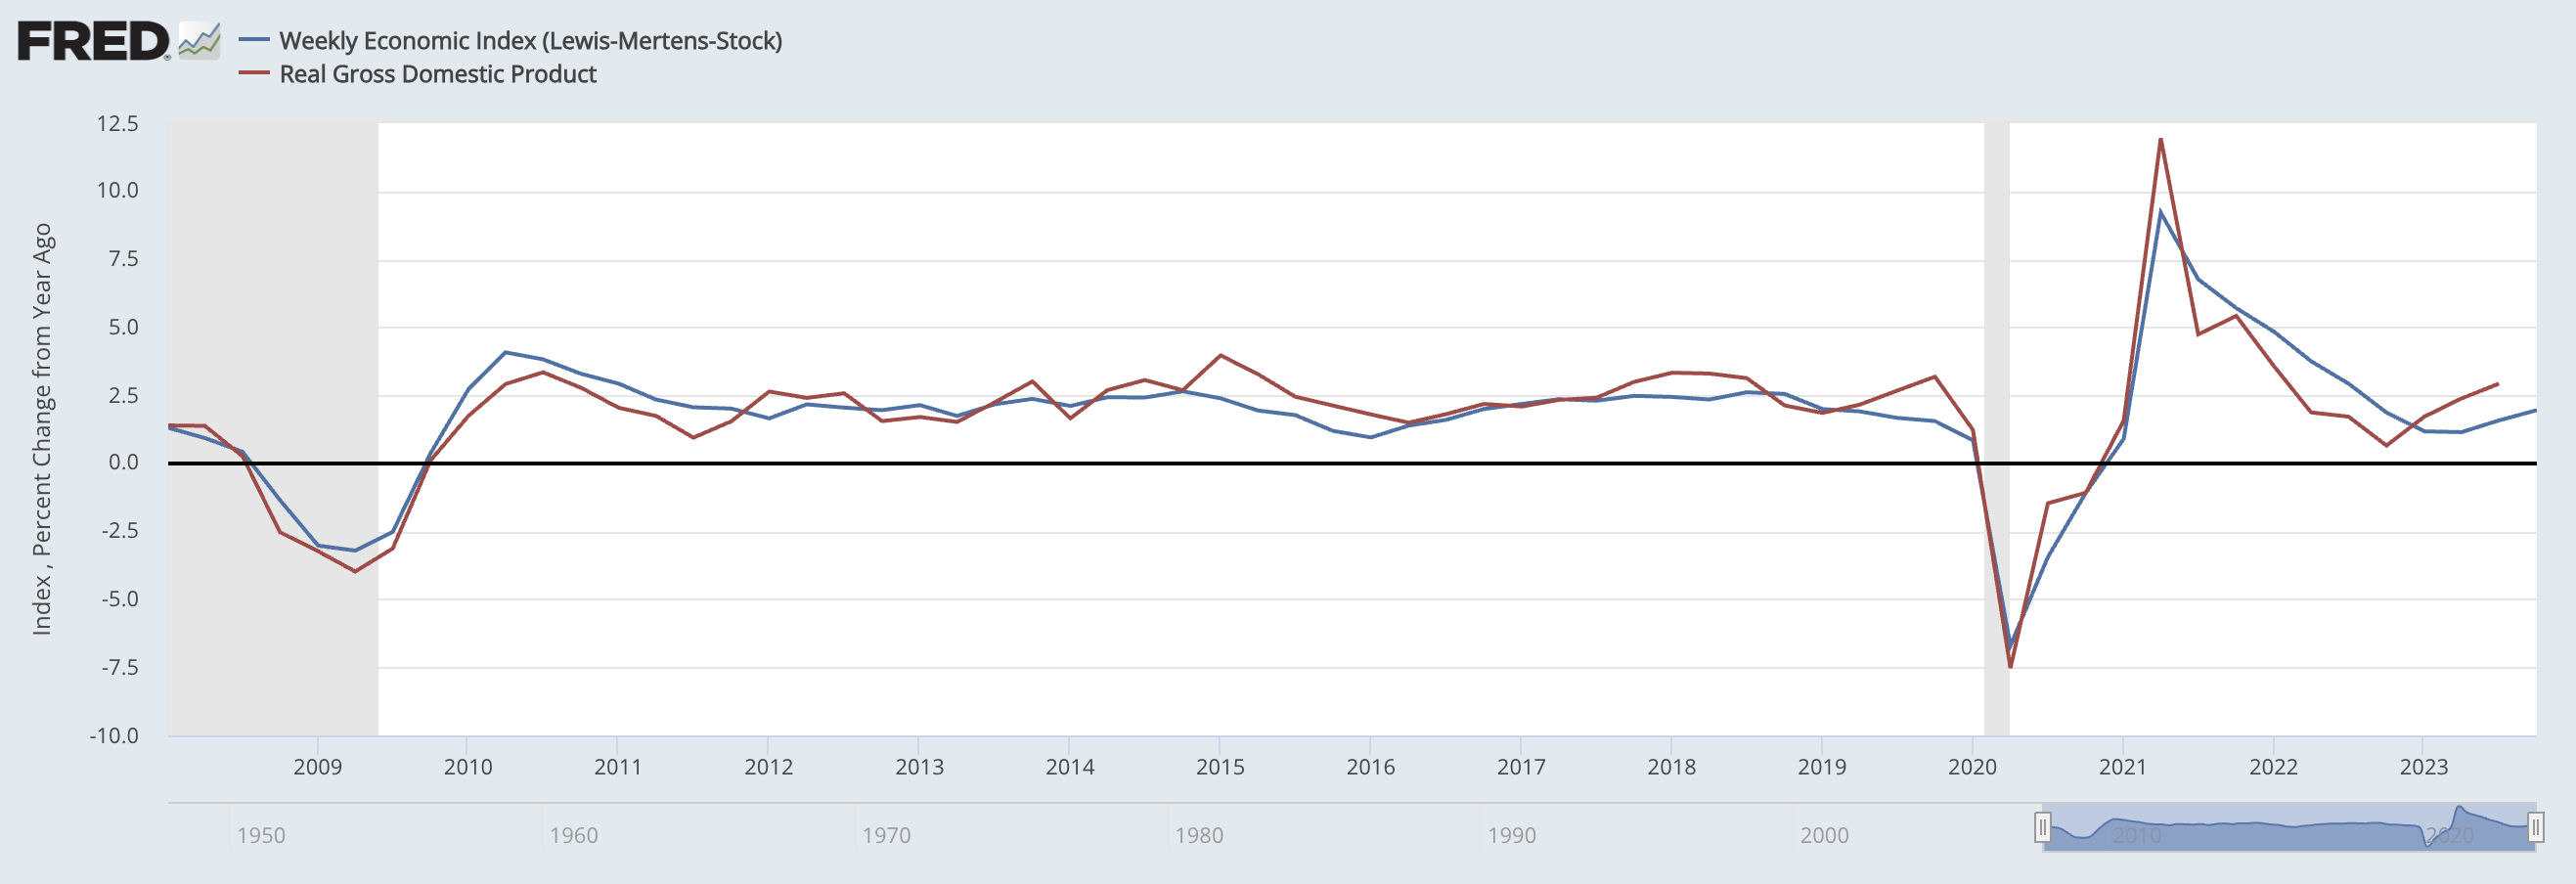 FRED
Weekly Economic Index (Lewis-Mertens-Stock)
Real Gross Domestic Product
Index , Percent Change from Year Ago
12.5
10.0
7.5
5.0
2.5
0.0
-2.5
-5.0
-7.5
-10.0
2009 2010 2011 2012 2013 2014 2015 2016 2017 2018 2019 2020 2021 2022 2023
1950 1960 1970 1980 1990 2000 2010 2020